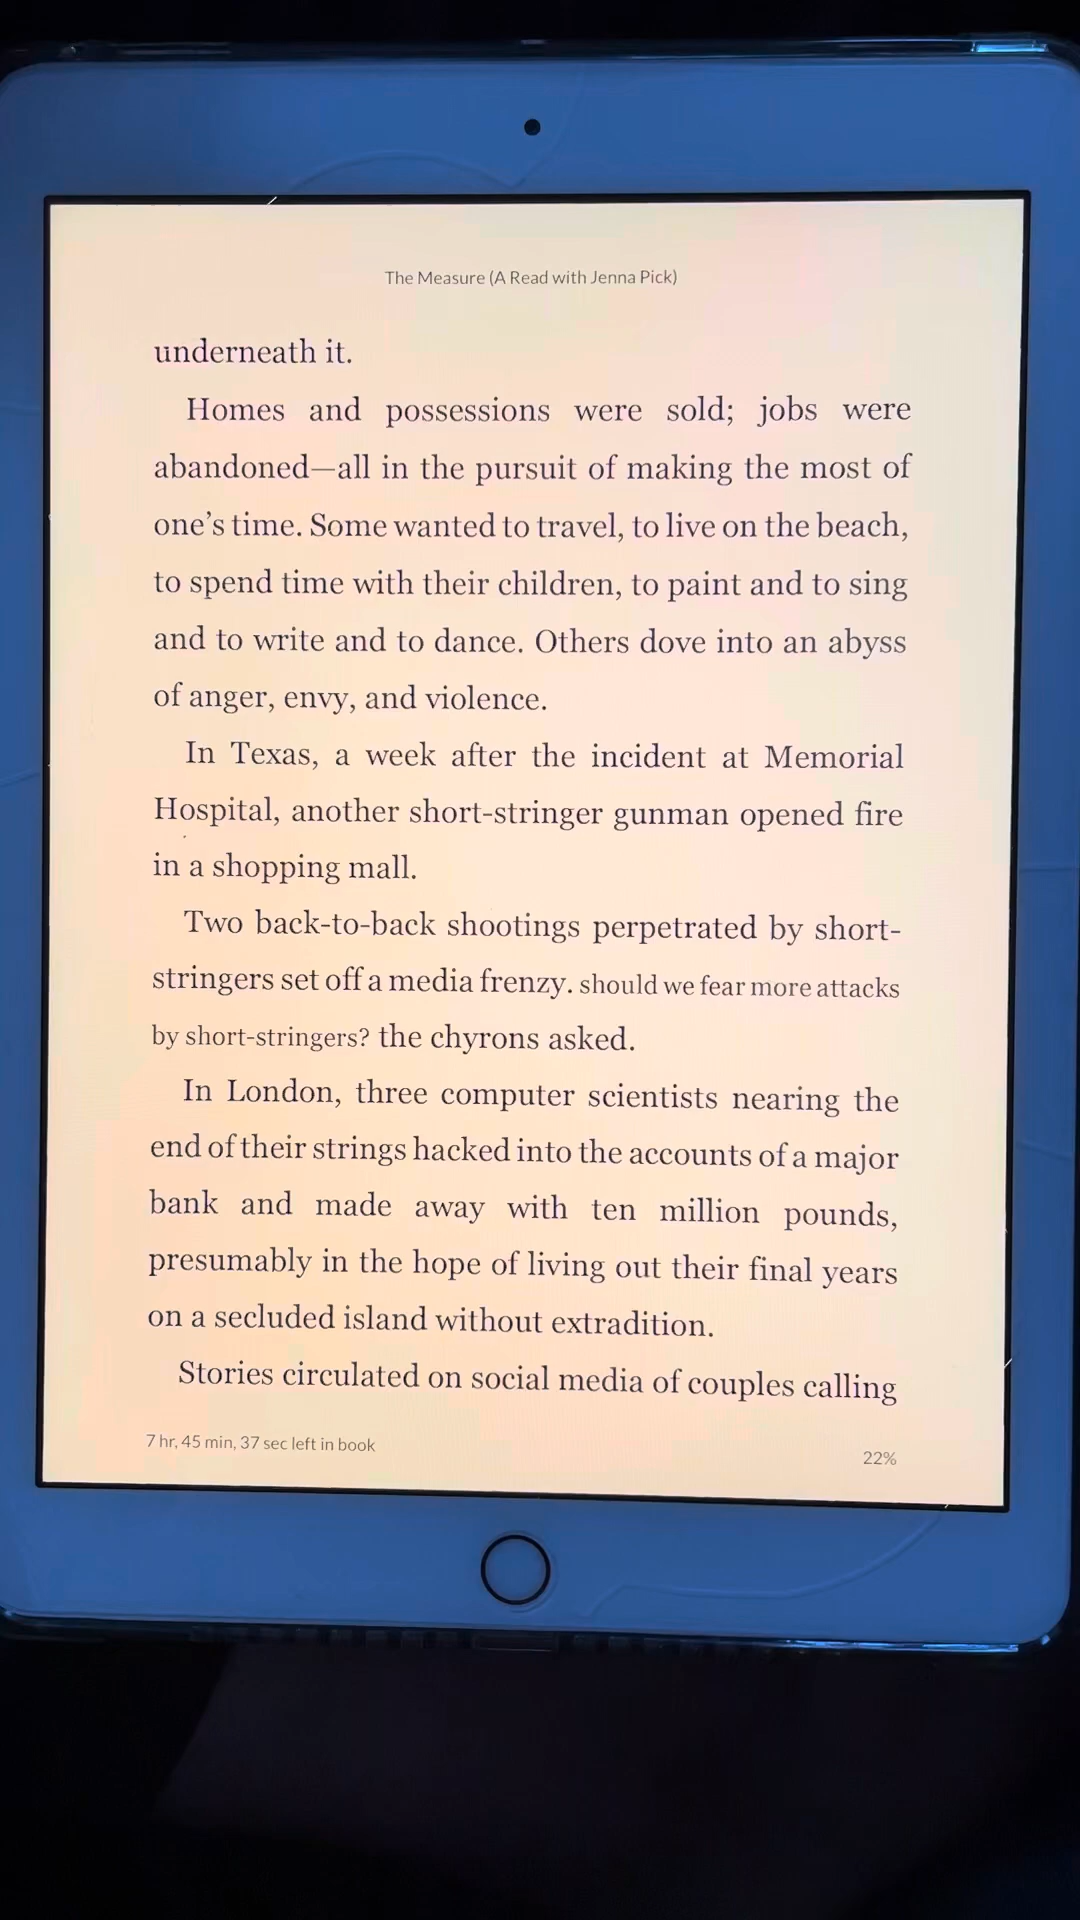 The Measure (A Read with Jenna Pick)
underneath it.
Homes and possessions were sold; jobs were
abandoned—all in the pursuit of making the most of
one's time. Some wanted to travel, to live on the beach,
to spend time with their children, to paint and to sing
and to write and to dance. Others dove into an abyss
of anger, envy, and violence.
In Texas, a week after the incident at Memorial
Hospital, another short-stringer gunman opened fire
in a shopping mall.
Two back-to-back shootings perpetrated by short-
stringers set off a media frenzy. should we fear more attacks
by short-stringers? the chyrons asked.
In London, three computer scientists nearing the
end of their strings hacked into the accounts of a major
bank and made away with ten million pounds,
presumably in the hope of living out their final years
on a secluded island without extradition.
Stories circulated on social media of couples calling
7 hr, 45 min, 37 sec left in book
22%